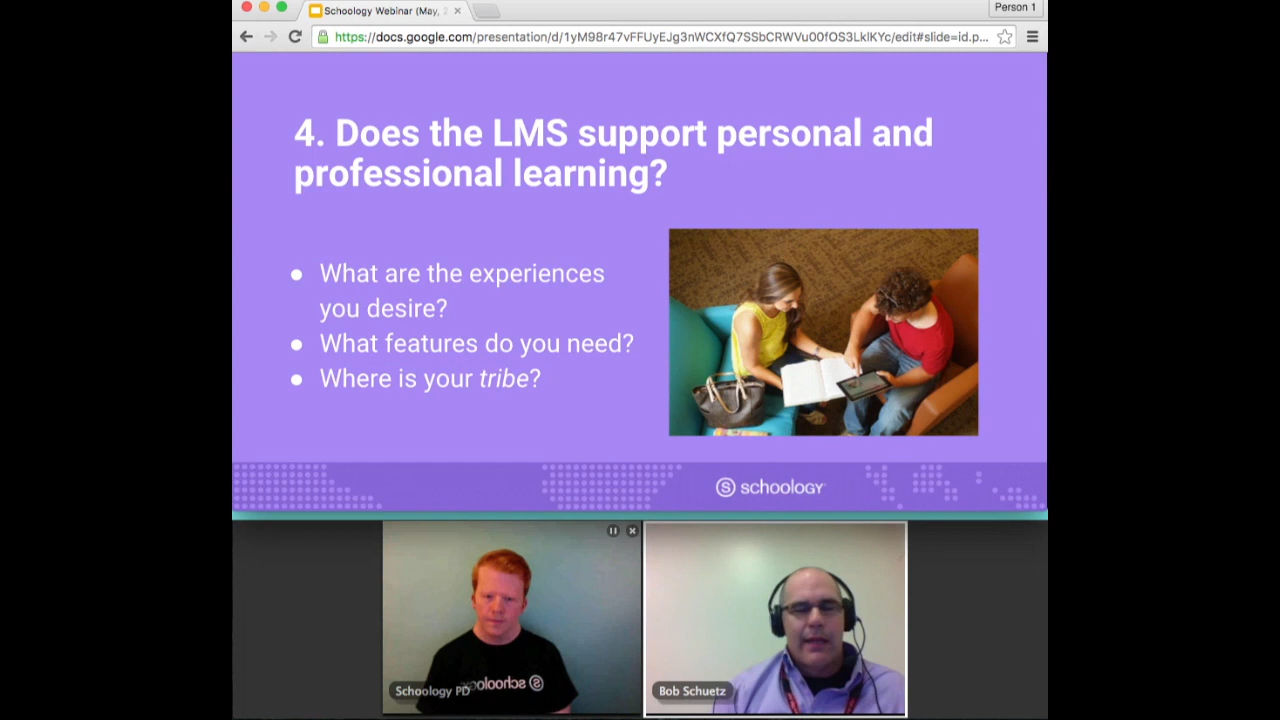 Schoology Webinar (May, 2
Person 1
https://docs.google.com/presentation/d/1yM98r47vFFUyEJg3nWCXfQ7SSbCRWVu00fOS3LklKYc/edit#slide=id.p...
4. Does the LMS support personal and
professional learning?
● What are the experiences
you desire?
● What features do you need?
● Where is your tribe?
S schoology
schoology S
Schoology PD
Bob Schuetz